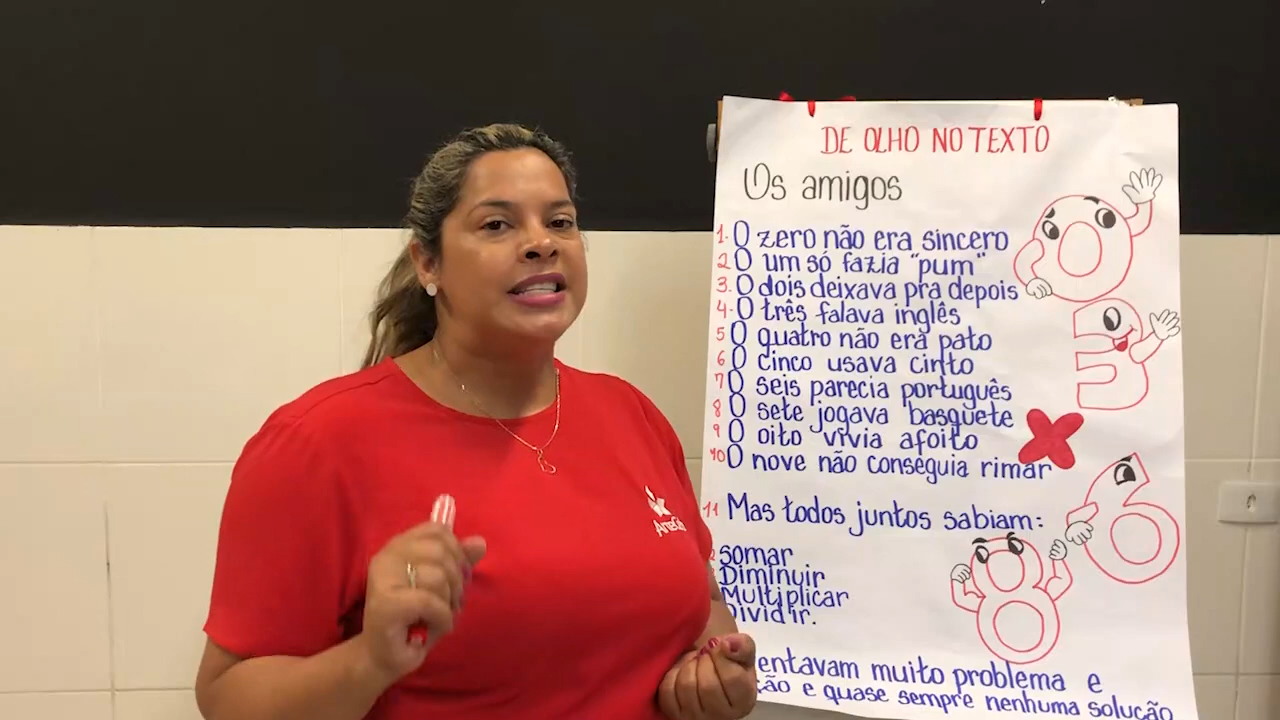 DE OLHO NO TEXTO
Os amigos
1. O zero não era sincero
2 O um só fazia "pum"
3. O dois deixava pra depois
4. O três falava inglês
5 O quatro não era pato
6 O cinco usava cinto
7 O seis parecia português
8 O sete jogava basquete
9 O oito vivia afoito
10 O nove não conseguia rimar
11 Mas todos juntos sabiam:
somar
Diminuir
Multiplicar
Dividir.
entavam muito problema e
ção e quase sempre nenhuma solução